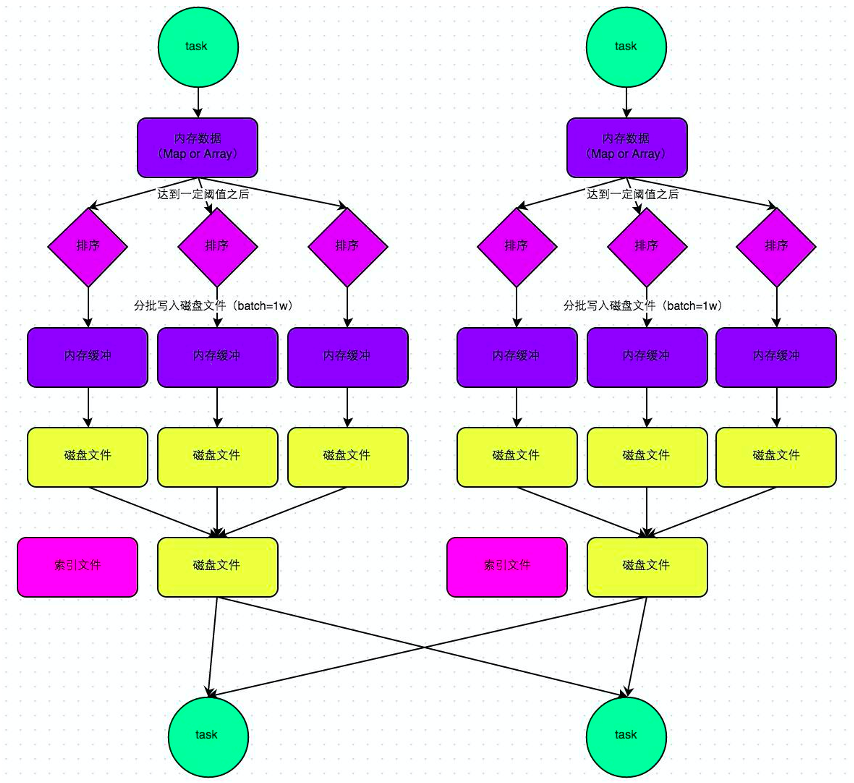 task
task
内存数据
（Map or Array）
内存数据
（Map or Array）
达到一定阈值之后
达到一定阈值之后
排序
排序
排序
排序
排序
排序
分批写入磁盘文件（batch=1w）
分批写入磁盘文件（batch=1w）
内存缓冲
内存缓冲
内存缓冲
内存缓冲
内存缓冲
内存缓冲
磁盘文件
磁盘文件
磁盘文件
磁盘文件
磁盘文件
磁盘文件
索引文件
磁盘文件
索引文件
磁盘文件
task
task